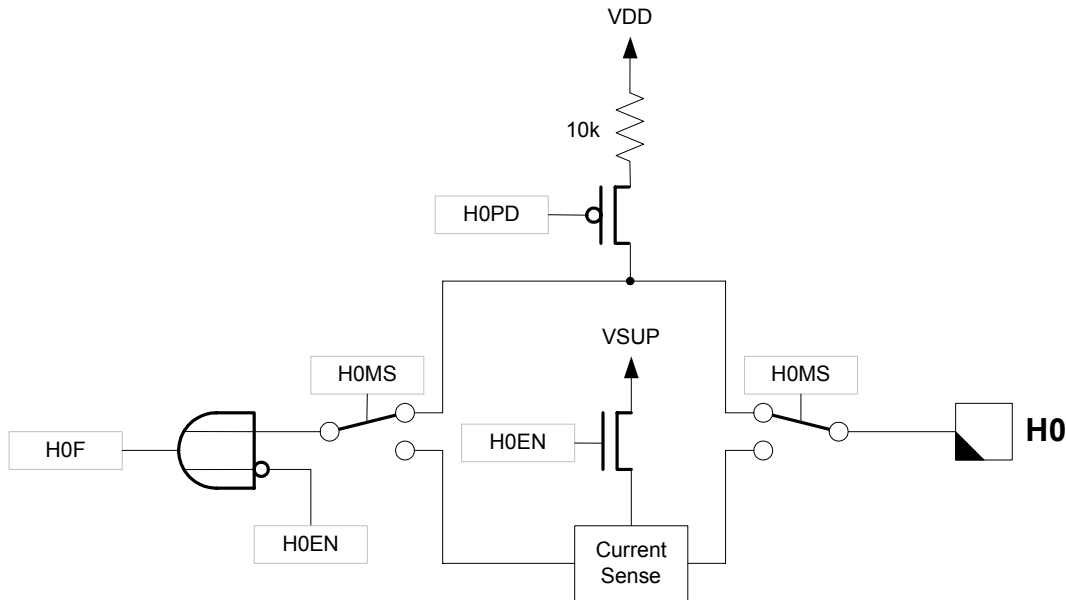 VDD
10k
H0PD
VSUP
H0MS
H0MS
H0F
H0EN
H0
H0EN
Current
Sense